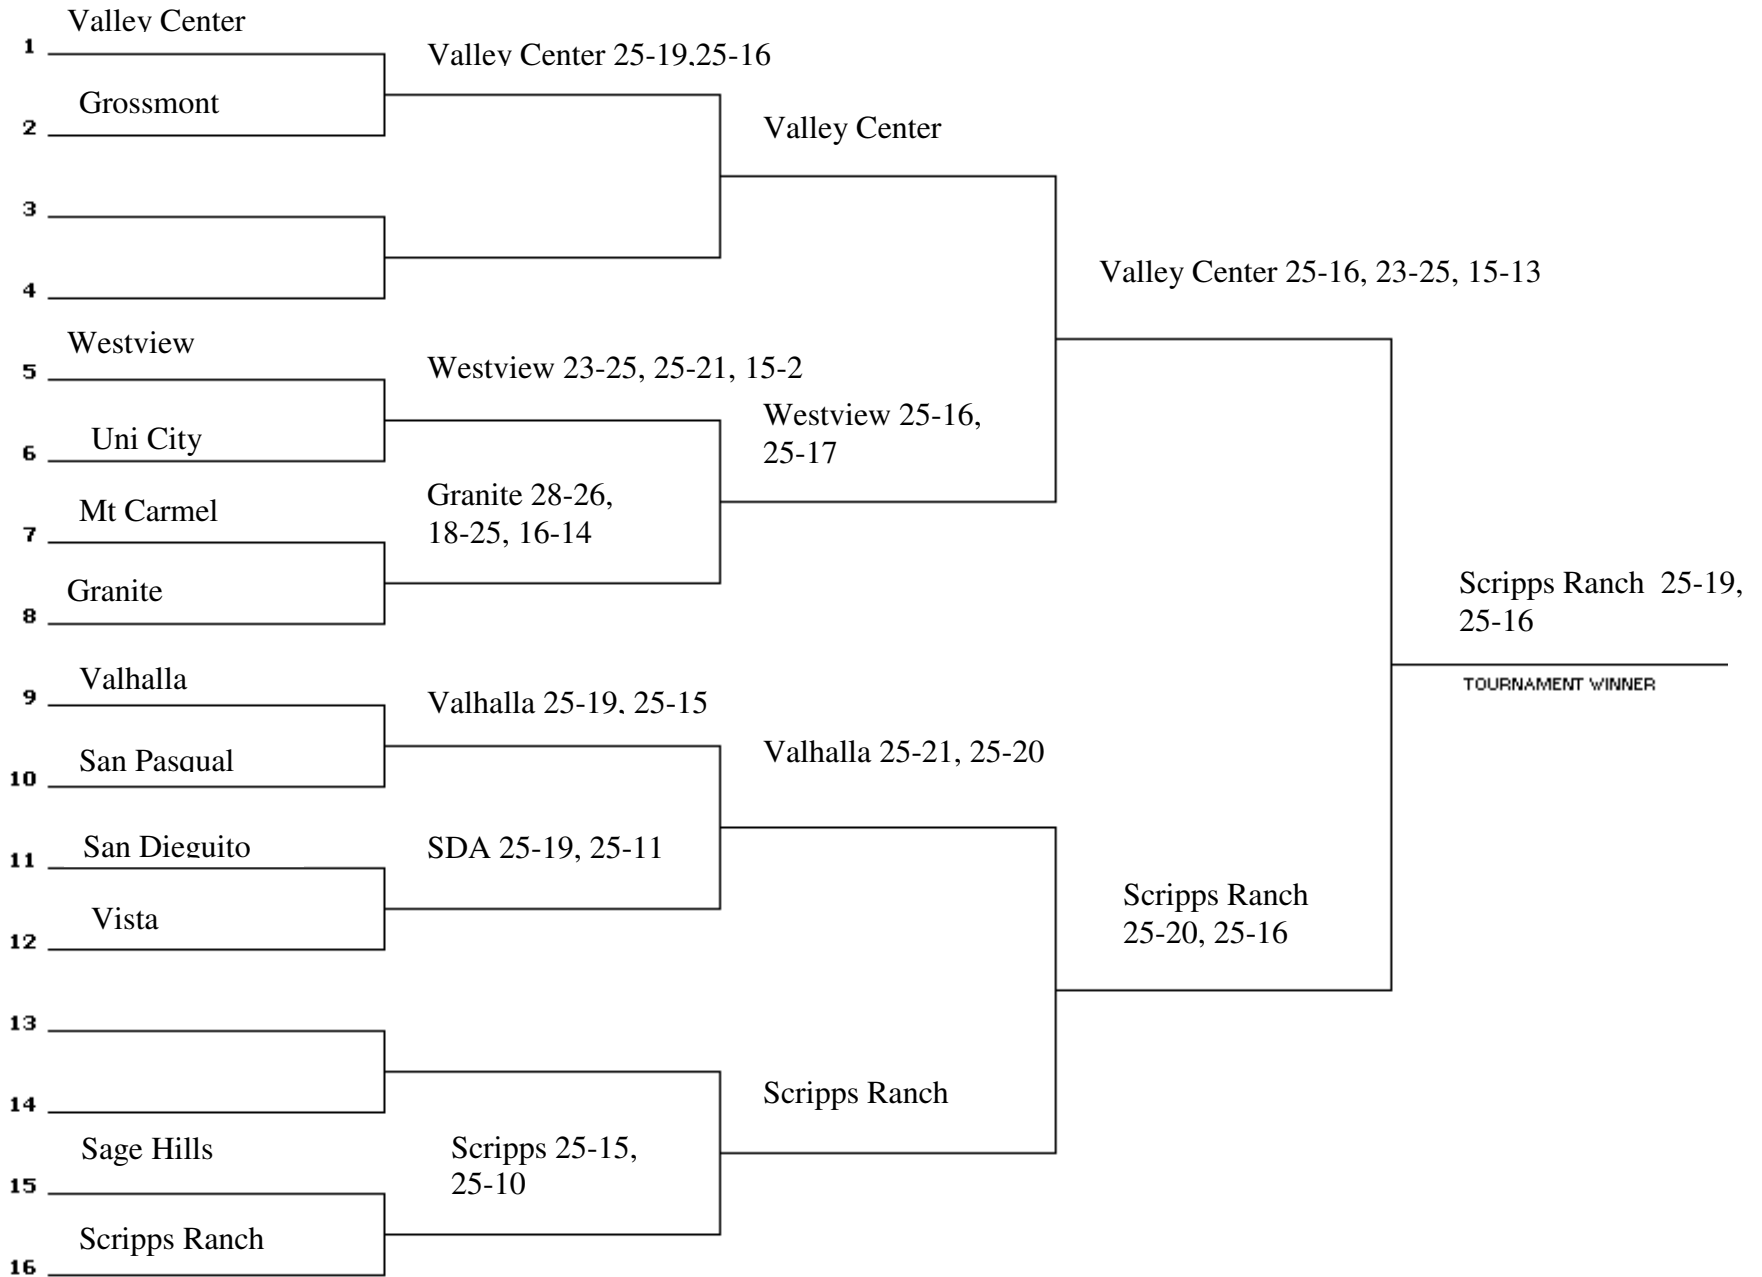 Valley Center
1
Valley Center 25-19,25-16
Grossmont
2
Valley Center
3
4
Valley Center 25-16, 23-25, 15-13
Westview
5
Westview 23-25, 25-21, 15-2
Westview 25-16,
25-17
Uni City
6
Mt Carmel
7
Granite 28-26,
18-25, 16-14
Granite
8
Scripps Ranch  25-19,
25-16
TOURNAMENT WINNER
Valhalla
9
Valhalla 25-19, 25-15
Valhalla 25-21, 25-20
San Pasqual
10
San Dieguito
11
SDA 25-19, 25-11
Vista
12
Scripps Ranch
25-20, 25-16
13
14
Scripps Ranch
Sage Hills
15
Scripps 25-15,
25-10
Scripps Ranch
16